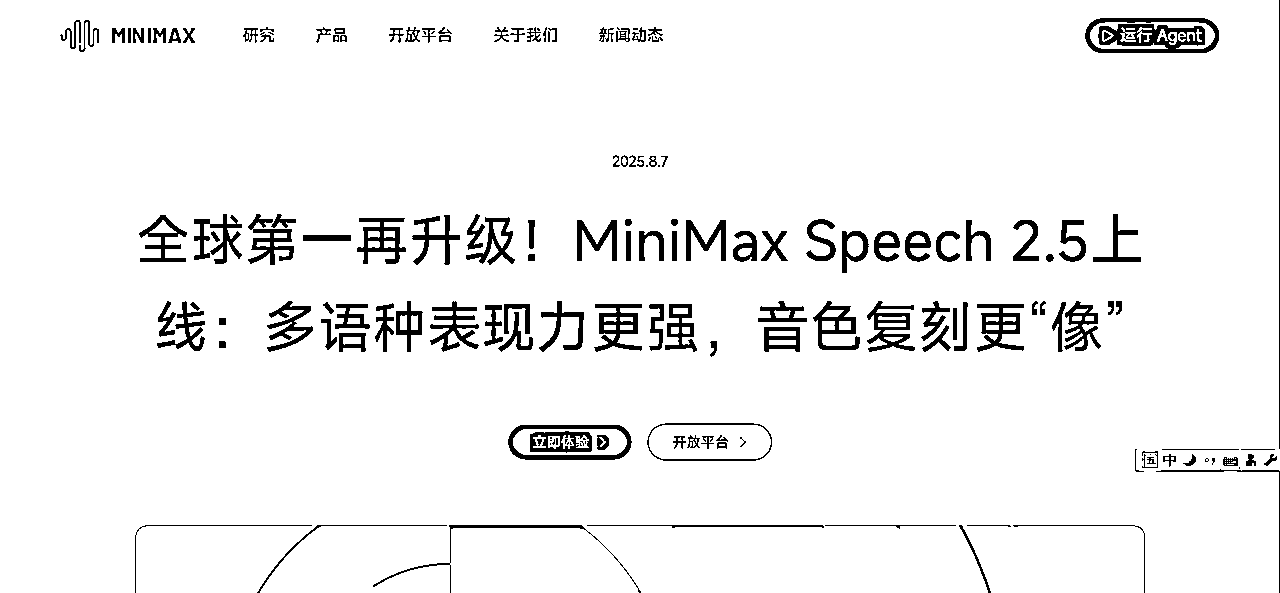 MINIMAX 研究 产品 开放平台 关于我们 新闻动态 运行 Agent
2025.8.7
全球第一再升级！MiniMax Speech 2.5上
线：多语种表现力更强，音色复刻更“像”
立即体验 开放平台
五 中